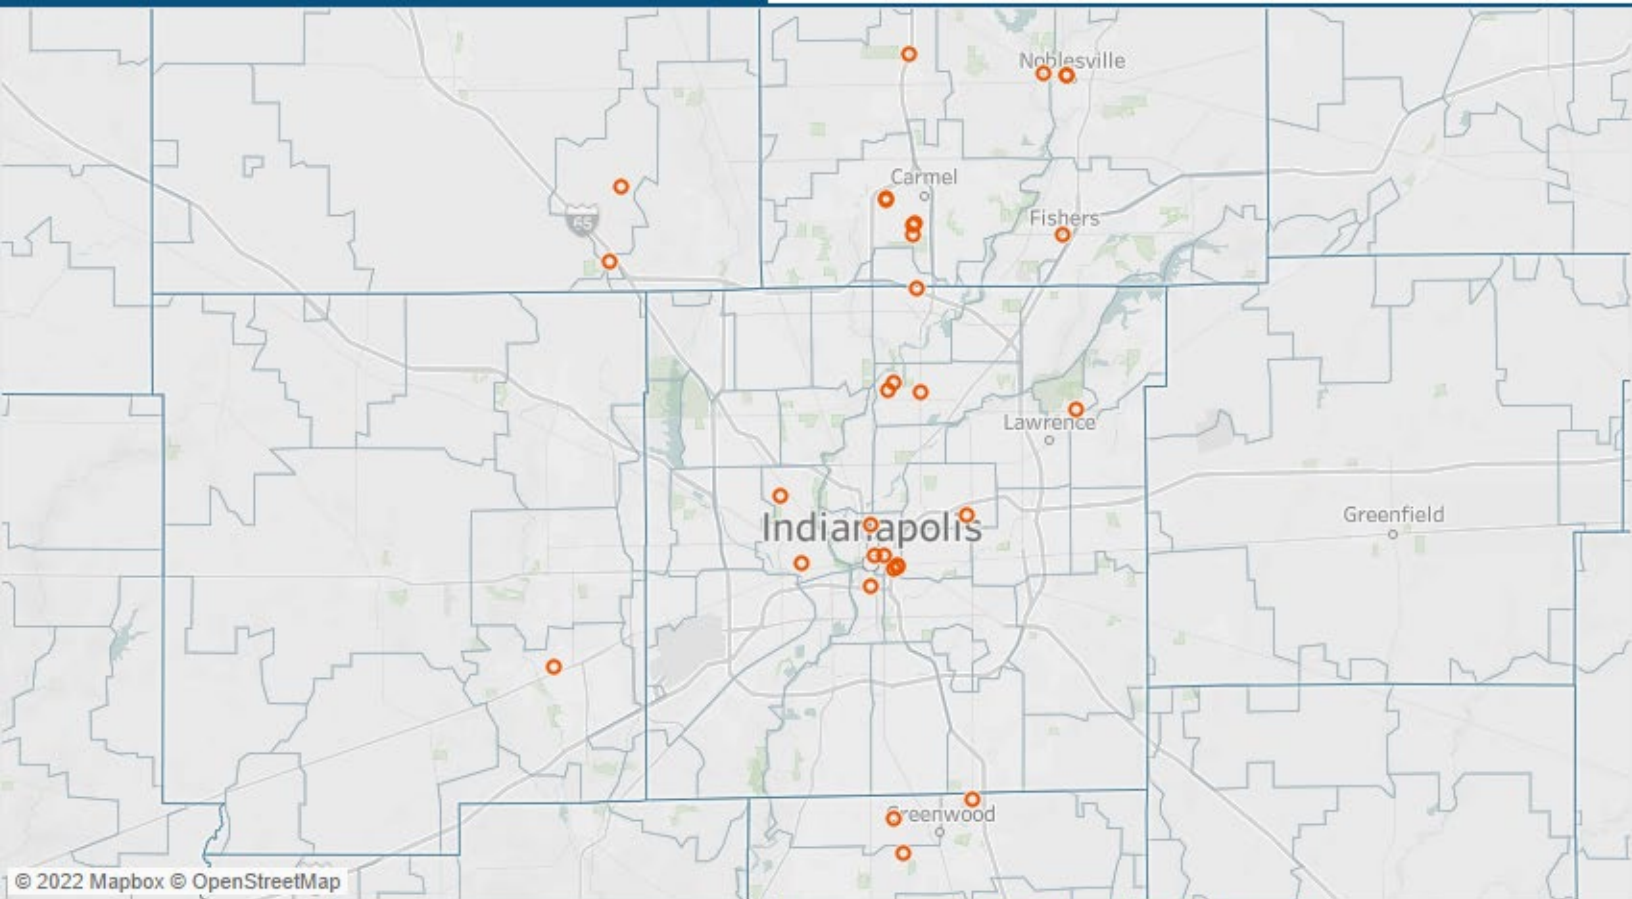 Noblesville
Carmel
Fishers
65
Lawrence
Indianapolis
Greenfield
Greenwood
© 2022 Mapbox © OpenStreetMap